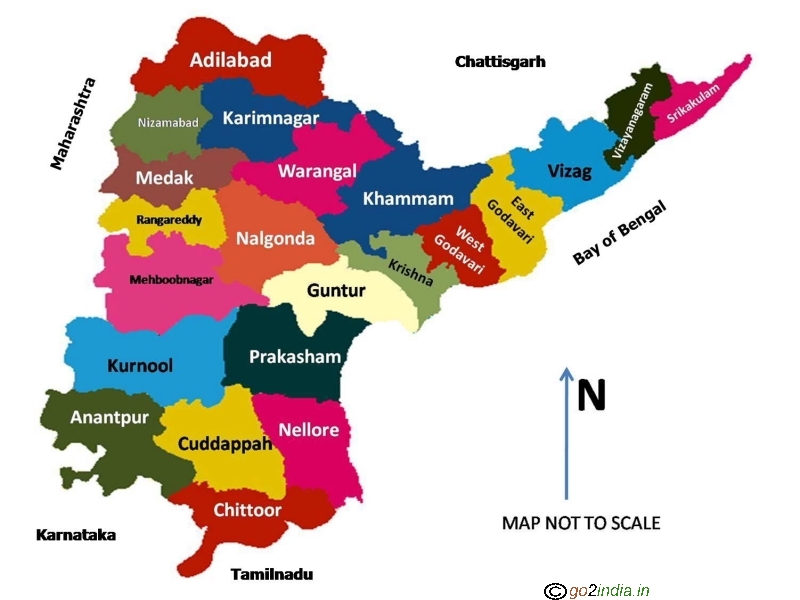 Adilabad
Chattisgarh
Maharashtra
Nizamabad
Karimnagar
Vizayanagaram
Srikakulam
Medak
Warangal
Vizag
Khammam
Rangareddy
East
Godavari
Bay of Bengal
Nalgonda
West
Godavari
Mehboobnagar
Krishna
Guntur
Kurnool
Prakasham
N
Anantpur
Cuddappah
Nellore
Chittoor
MAP NOT TO SCALE
Karnataka
Tamilnadu
©go2india.in